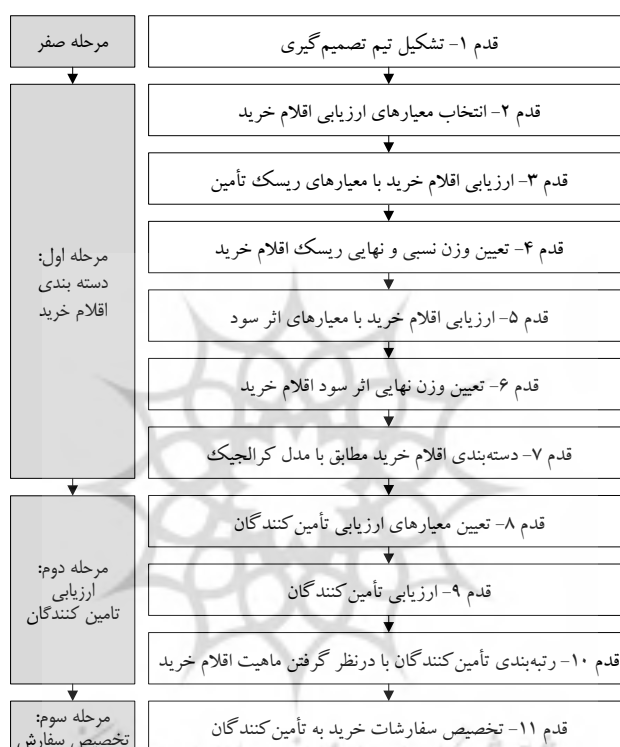 مرحله صفر
قدم ۱- تشکیل تیم تصمیم‌گیری
مرحله اول:
دسته بندی
اقلام خرید
قدم ۲- انتخاب معیارهای ارزیابی اقلام خرید
قدم ۳- ارزیابی اقلام خرید با معیارهای ریسک تأمین
قدم ۴- تعیین وزن نسبی و نهایی ریسک اقلام خرید
قدم ۵- ارزیابی اقلام خرید با معیارهای اثر سود
قدم ۶- تعیین وزن نهایی اثر سود اقلام خرید
قدم ۷- دسته‌بندی اقلام خرید مطابق با مدل کرالجیک
مرحله دوم:
ارزیابی
تامین کنندگان
قدم ۸- تعیین معیارهای ارزیابی تأمین‌کنندگان
قدم ۹- ارزیابی تأمین‌کنندگان
قدم ۱۰- رتبه‌بندی تأمین‌کنندگان با درنظر گرفتن ماهیت اقلام خرید
مرحله سوم:
تخصیص سفارش
قدم ۱۱- تخصیص سفارشات خرید به تأمین‌کنندگان